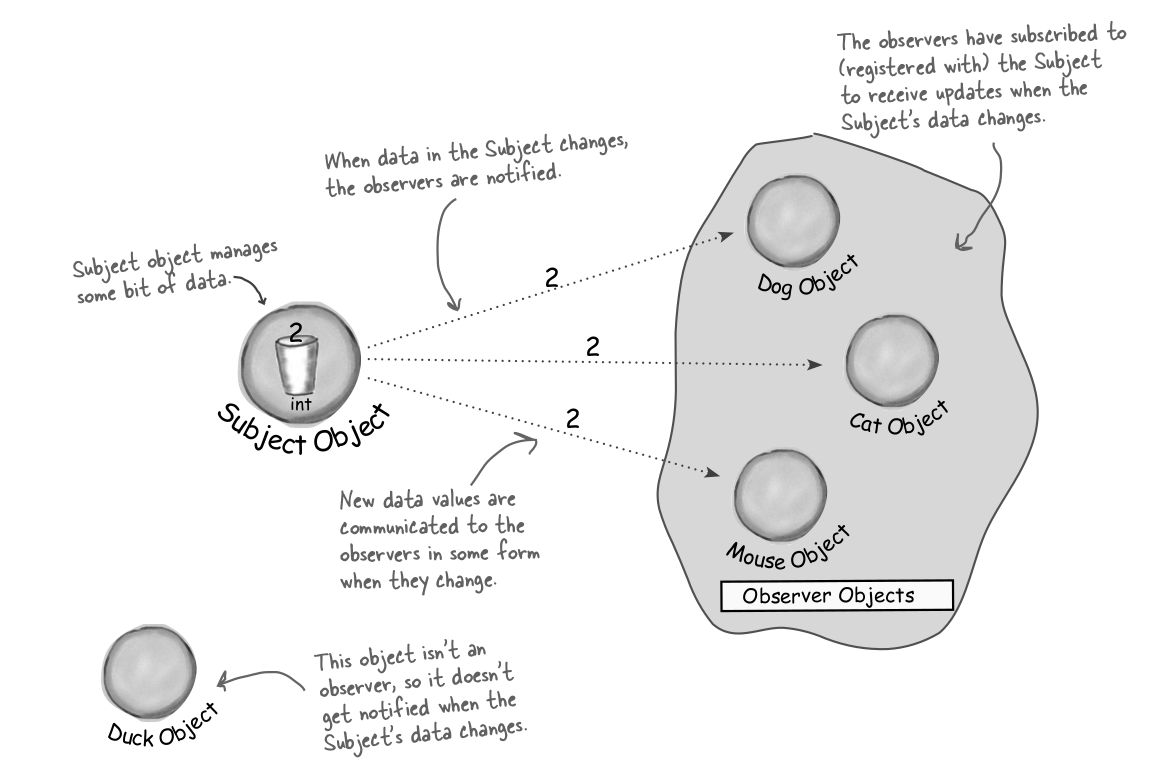 The observers have subscribed to
(registered with) the Subject
to receive updates when the
Subject's data changes.
When data in the Subject changes,
the observers are notified.
Subject object manages
some bit of data.
2
int
Subject Object
2
2
2
Dog Object
Cat Object
Mouse Object
Observer Objects
New data values are
communicated to the
observers in some form
when they change.
Duck Object
This object isn't an
observer, so it doesn't
get notified when the
Subject's data changes.